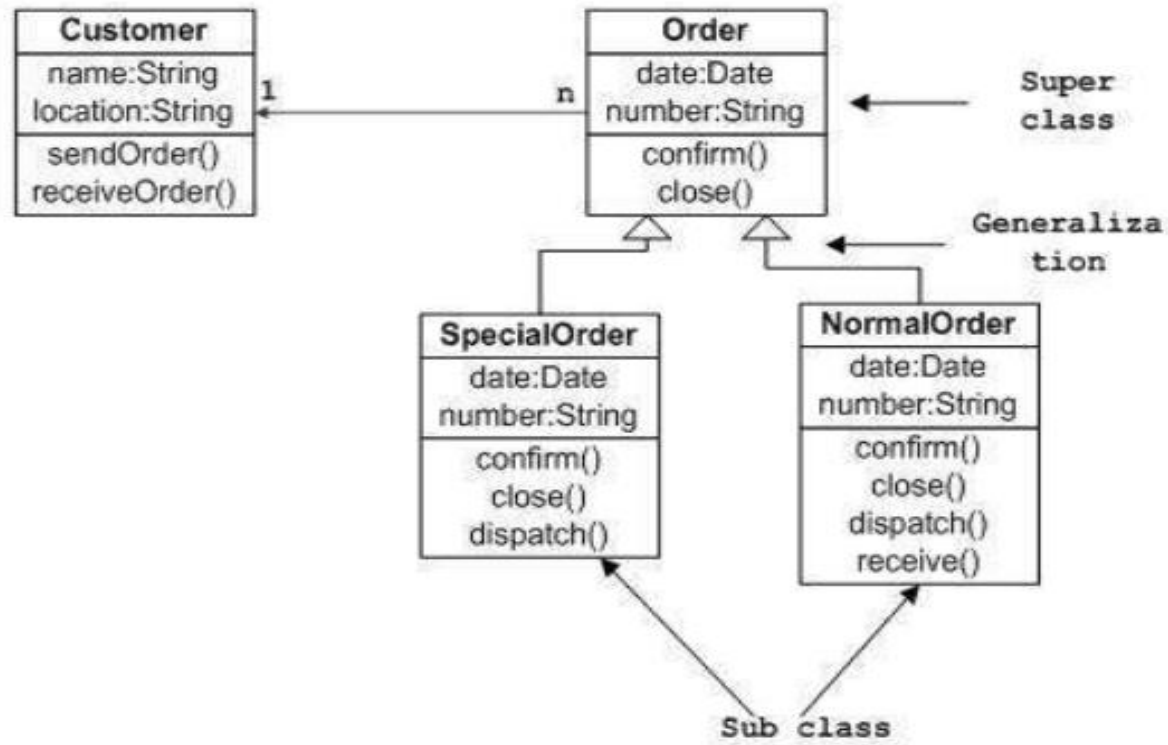 Customer
name:String
location:String
sendOrder()
receiveOrder()
1
n
Order
date:Date
number:String
confirm()
close()
Super
class
Generaliza
tion
SpecialOrder
date:Date
number:String
confirm()
close()
dispatch()
NormalOrder
date:Date
number:String
confirm()
close()
dispatch()
receive()
Sub class